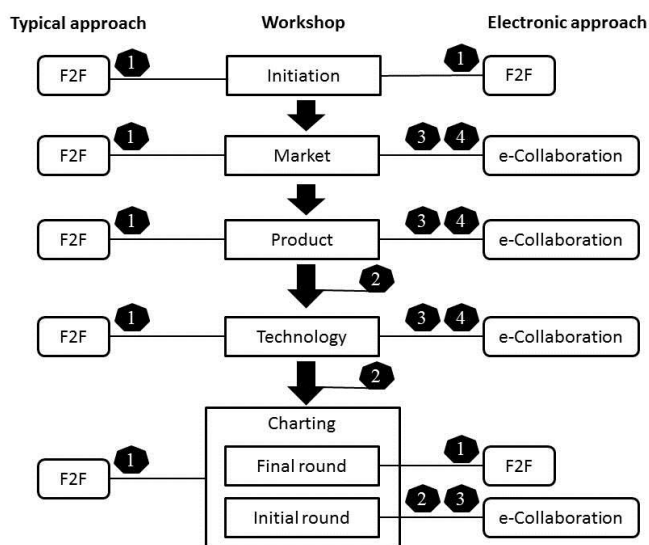 Typical approach Workshop Electronic approach
F2F 1 Initiation 1 F2F
F2F 1 Market 3 4 e-Collaboration
F2F 1 Product 3 4 e-Collaboration
2
F2F 1 Technology 3 4 e-Collaboration
2
Charting
F2F 1 Final round 1 F2F
Initial round 2 3 e-Collaboration